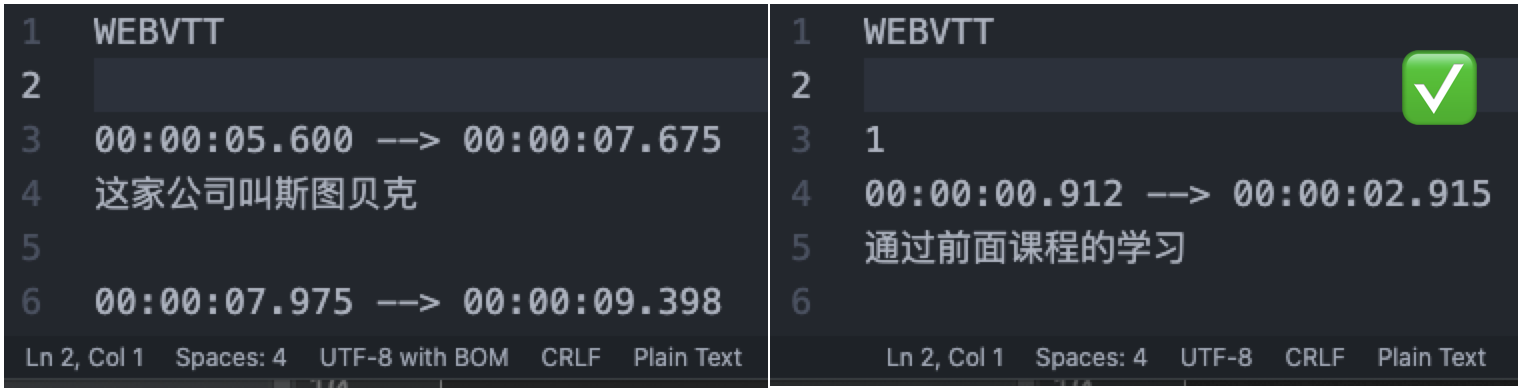 1 WEBVTT
2
3 00:00:05.600 --> 00:00:07.675
4 这家公司叫斯图贝克
5
6 00:00:07.975 --> 00:00:09.398
Ln 2, Col 1 Spaces: 4 UTF-8 with BOM CRLF Plain Text
1 WEBVTT
2
3 1
4 00:00:00.912 --> 00:00:02.915
5 通过前面课程的学习
6
Ln 2, Col 1 Spaces: 4 UTF-8 CRLF Plain Text